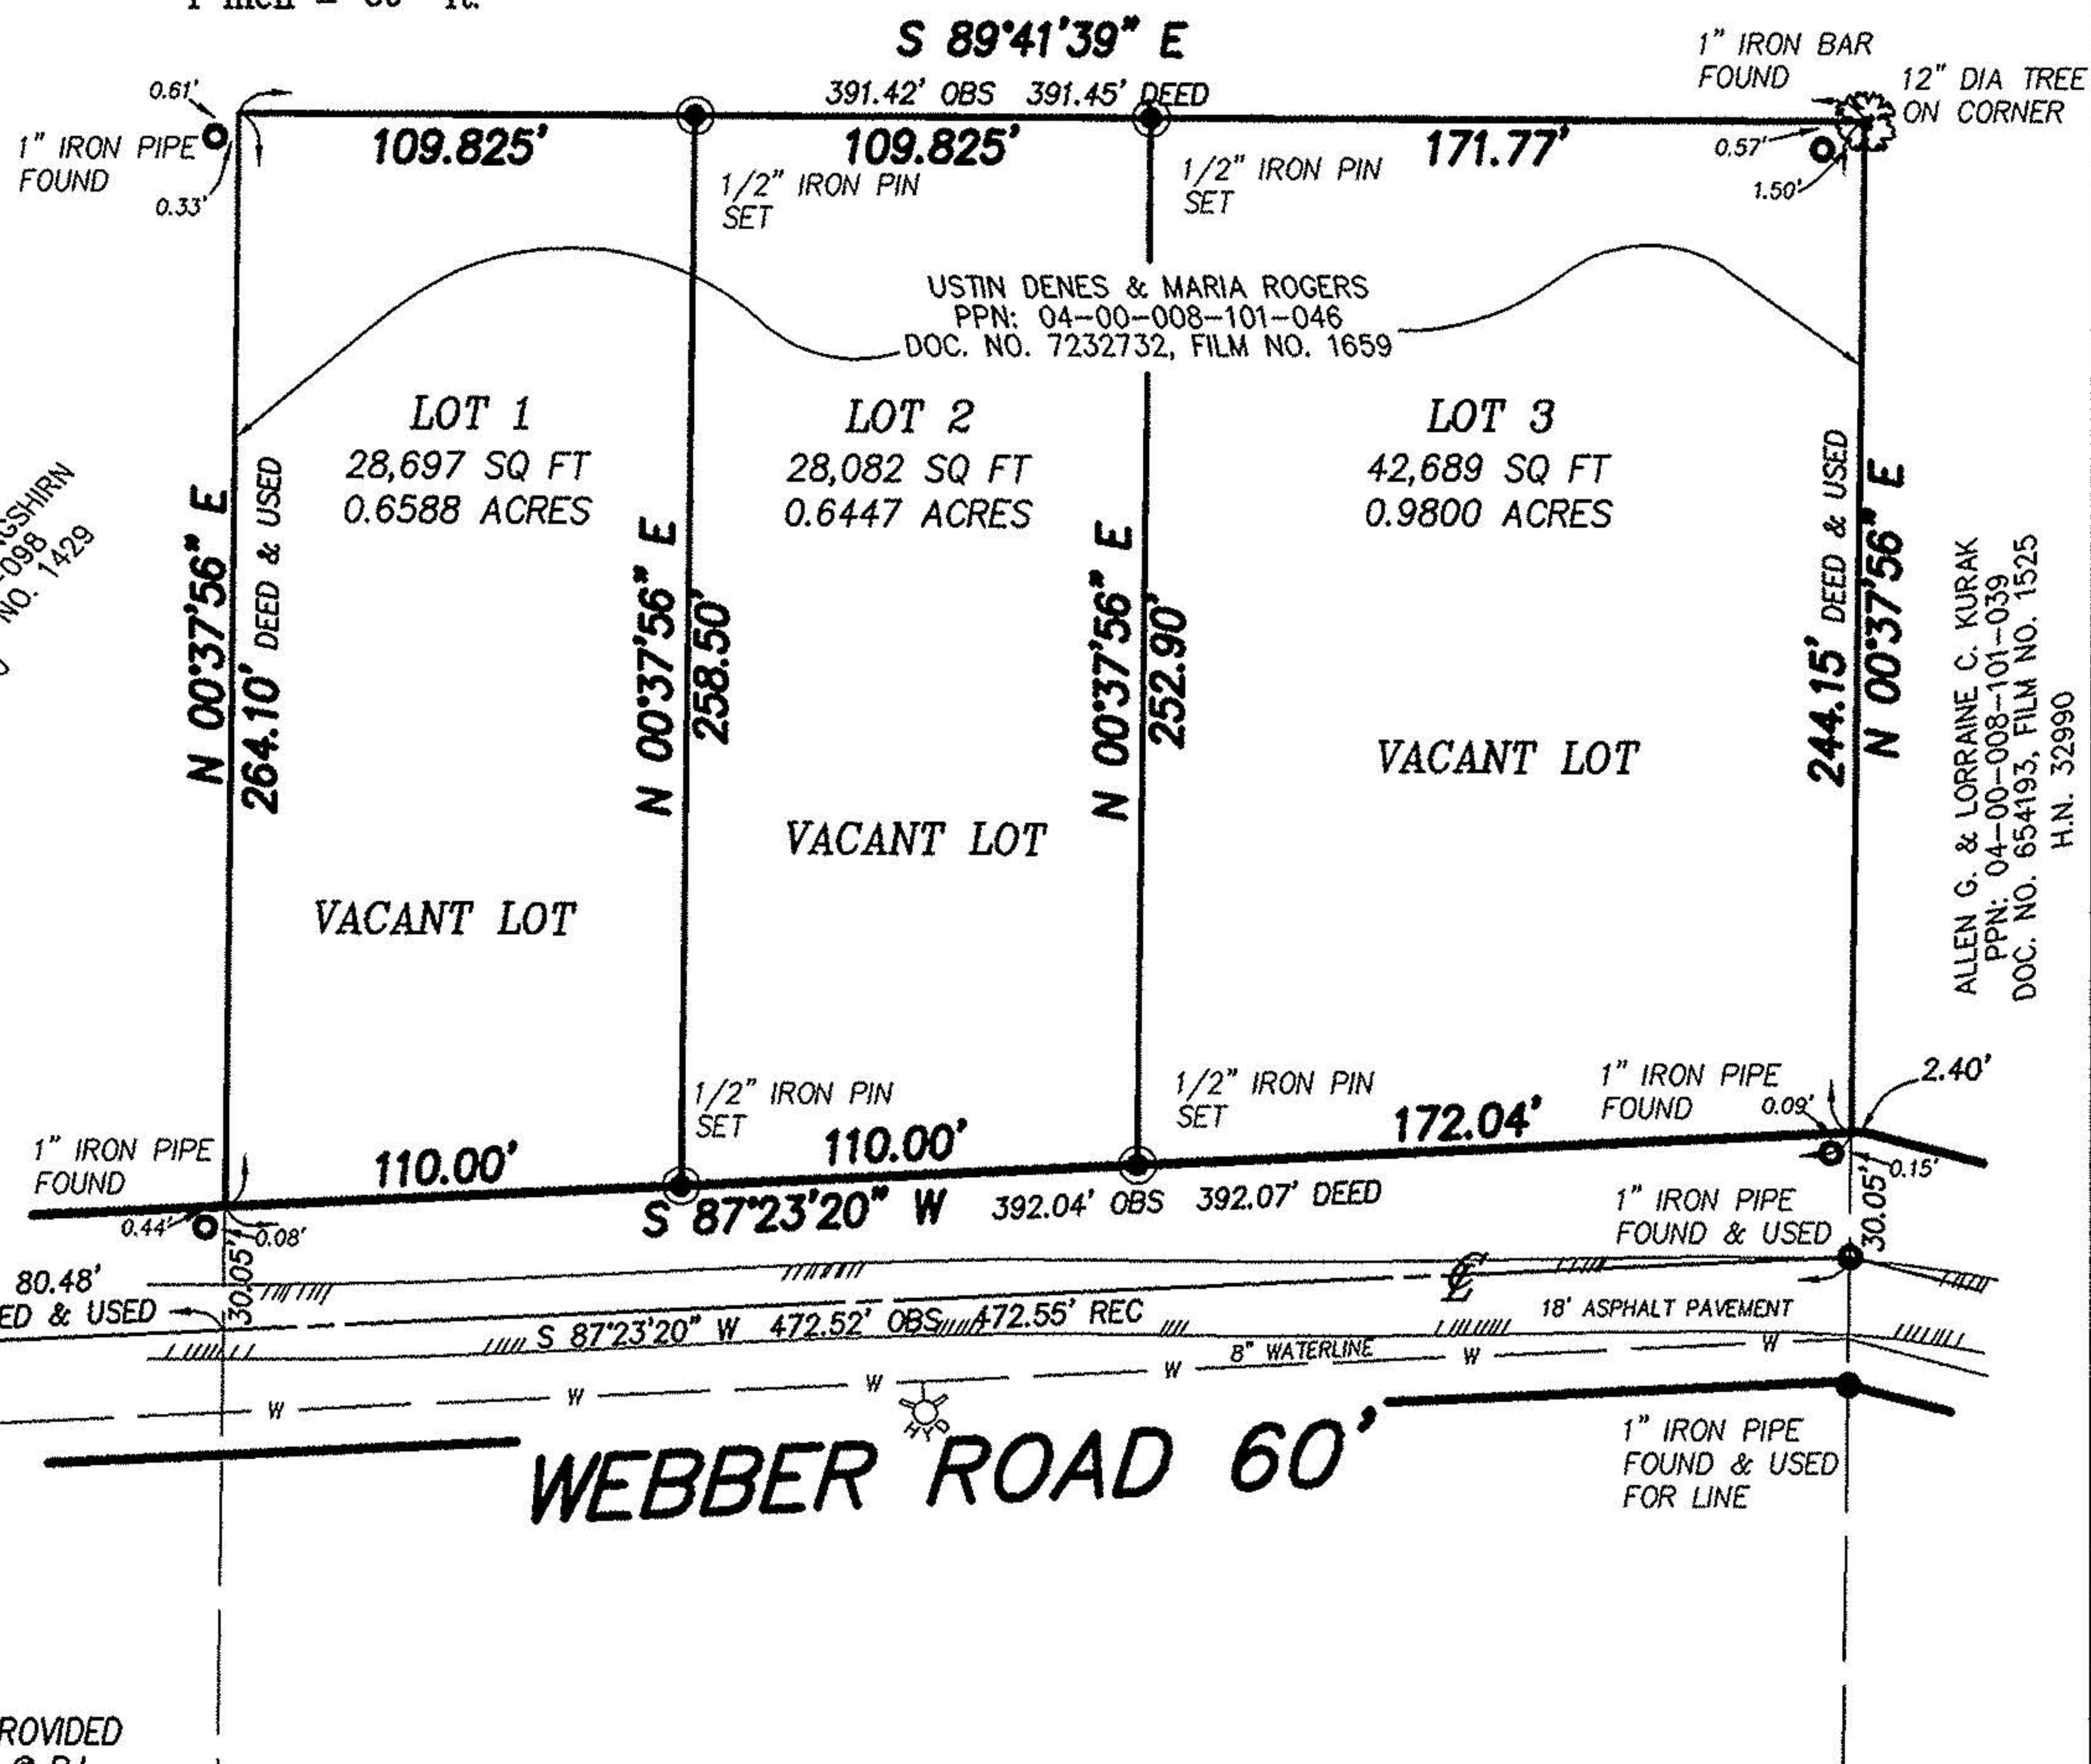 S 89°41'39" E
391.42' OBS 391.45' DEED
1" IRON BAR
FOUND
12" DIA TREE
ON CORNER
0.61'
1" IRON PIPE
FOUND
0.33'
109.825'
109.825'
171.77'
0.57'
1.50'
1/2" IRON PIN
SET
1/2" IRON PIN
SET
USTIN DENES & MARIA ROGERS
PPN: 04-00-008-101-046
DOC. NO. 7232732, FILM NO. 1659
LOT 1
28,697 SQ FT
0.6588 ACRES
LOT 2
28,082 SQ FT
0.6447 ACRES
LOT 3
42,689 SQ FT
0.9800 ACRES
NO. 1429
N 00°37'56" E
264.10' DEED & USED
N 00°37'56" E
258.50'
N 00°37'56" E
252.90'
244.15' DEED & USED
N 00°37'56" E
ALLEN G. & LORRAINE C. KURAK
PPN: 04-00-008-101-039
DOC. NO. 654193, FILM NO. 1525
H.N. 32990
VACANT LOT
VACANT LOT
VACANT LOT
1/2" IRON PIN
SET
1/2" IRON PIN
SET
1" IRON PIPE
FOUND
0.09'
2.40'
1" IRON PIPE
FOUND
110.00'
110.00'
172.04'
0.15'
0.44'
0.08'
S 87°23'20" W 392.04' OBS 392.07' DEED
1" IRON PIPE
FOUND & USED
30.05'
30.05'
80.48'
& USED
S 87°23'20" W 472.52' OBS 472.55' REC
18' ASPHALT PAVEMENT
8" WATERLINE
W W W W W W
WEBBER ROAD 60'
1" IRON PIPE
FOUND & USED
FOR LINE